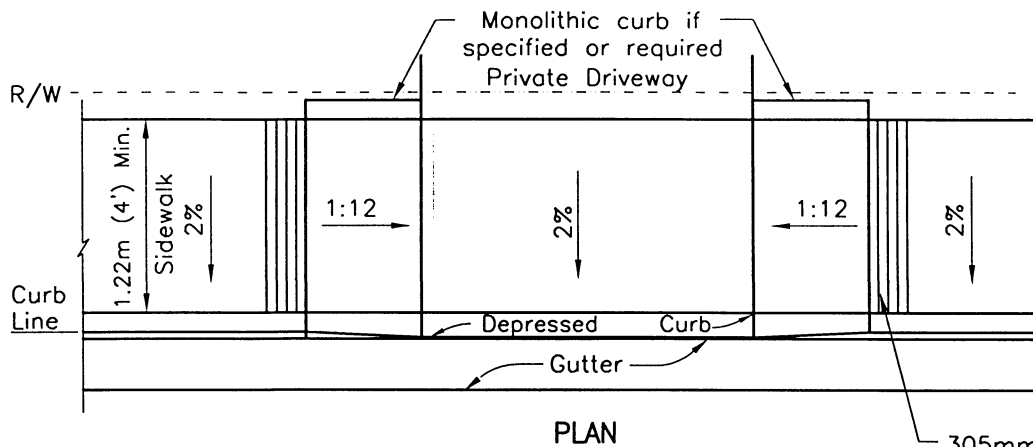 Monolithic curb if
specified or required
Private Driveway
R/W
1.22m (4') Min.
Sidewalk
2%
1:12
2%
1:12
2%
Curb
Line
Depressed
Curb
Gutter
PLAN
305mm